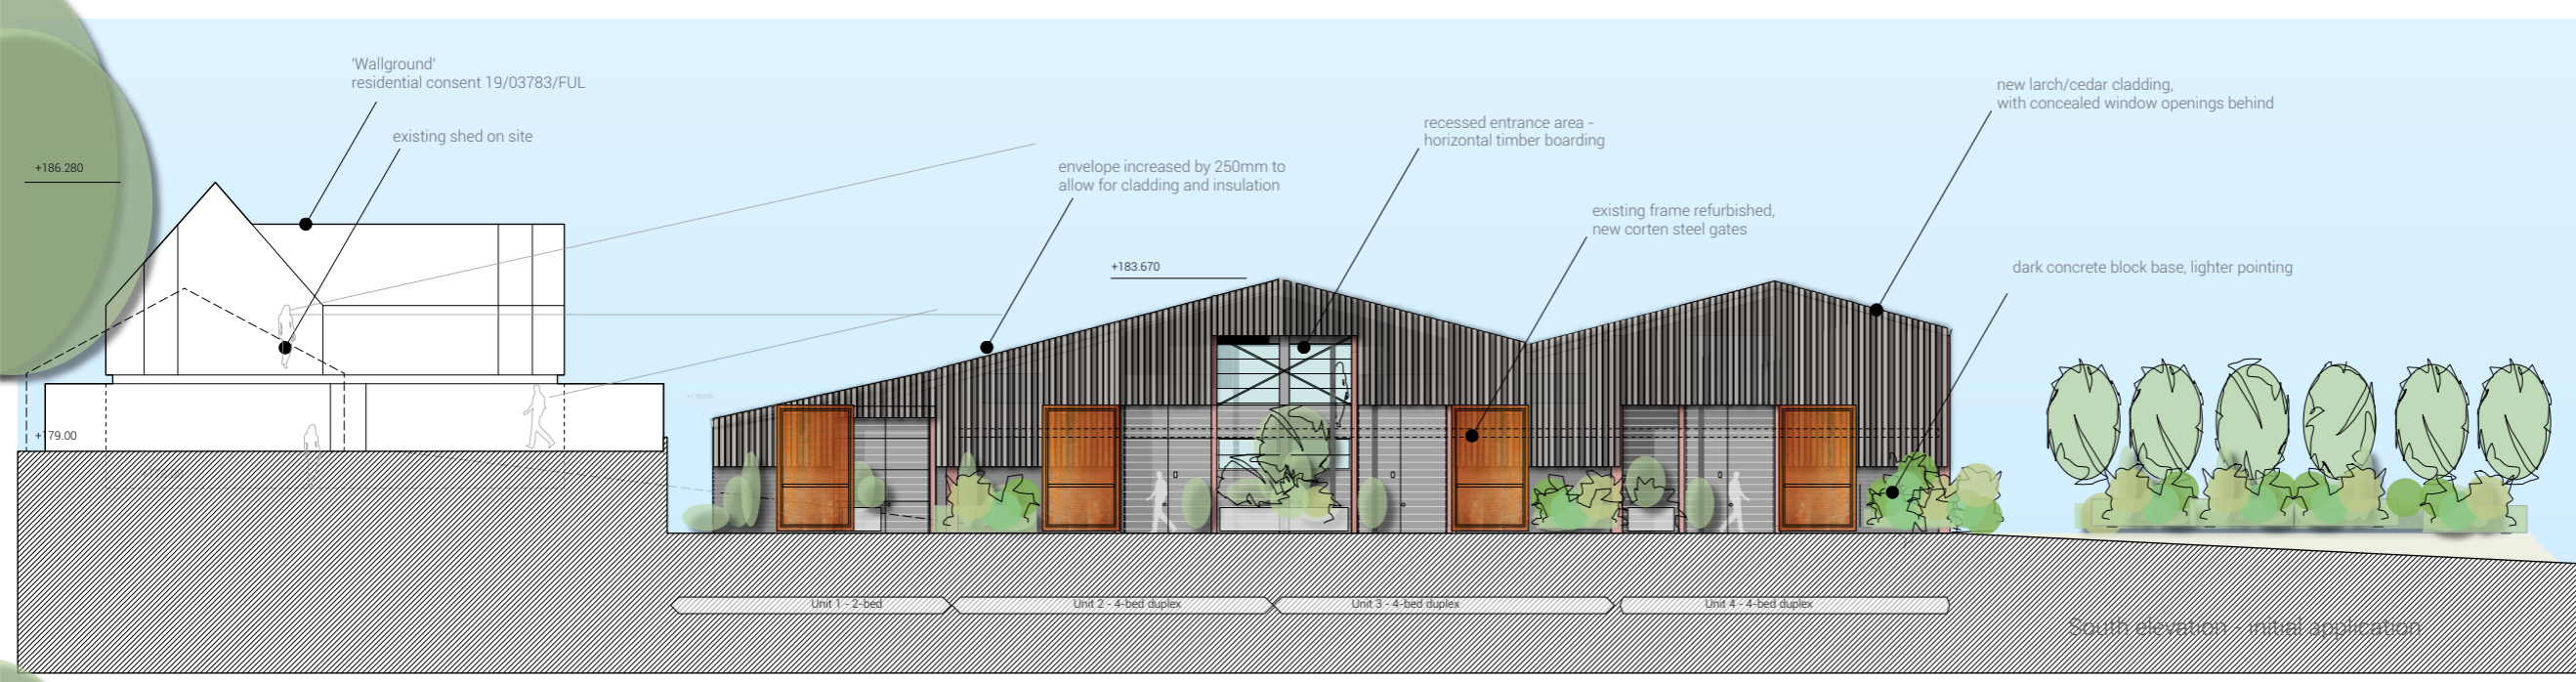 'Wallground'
residential consent 19/03783/FUL
existing shed on site
+186.280
+179.00
envelope increased by 250mm to
allow for cladding and insulation
+183.670
recessed entrance area -
horizontal timber boarding
existing frame refurbished,
new corten steel gates
new larch/cedar cladding,
with concealed window openings behind
dark concrete block base, lighter pointing
Unit 1 - 2-bed
Unit 2 - 4-bed duplex
Unit 3 - 4-bed duplex
Unit 4 - 4-bed duplex
South elevation - initial application